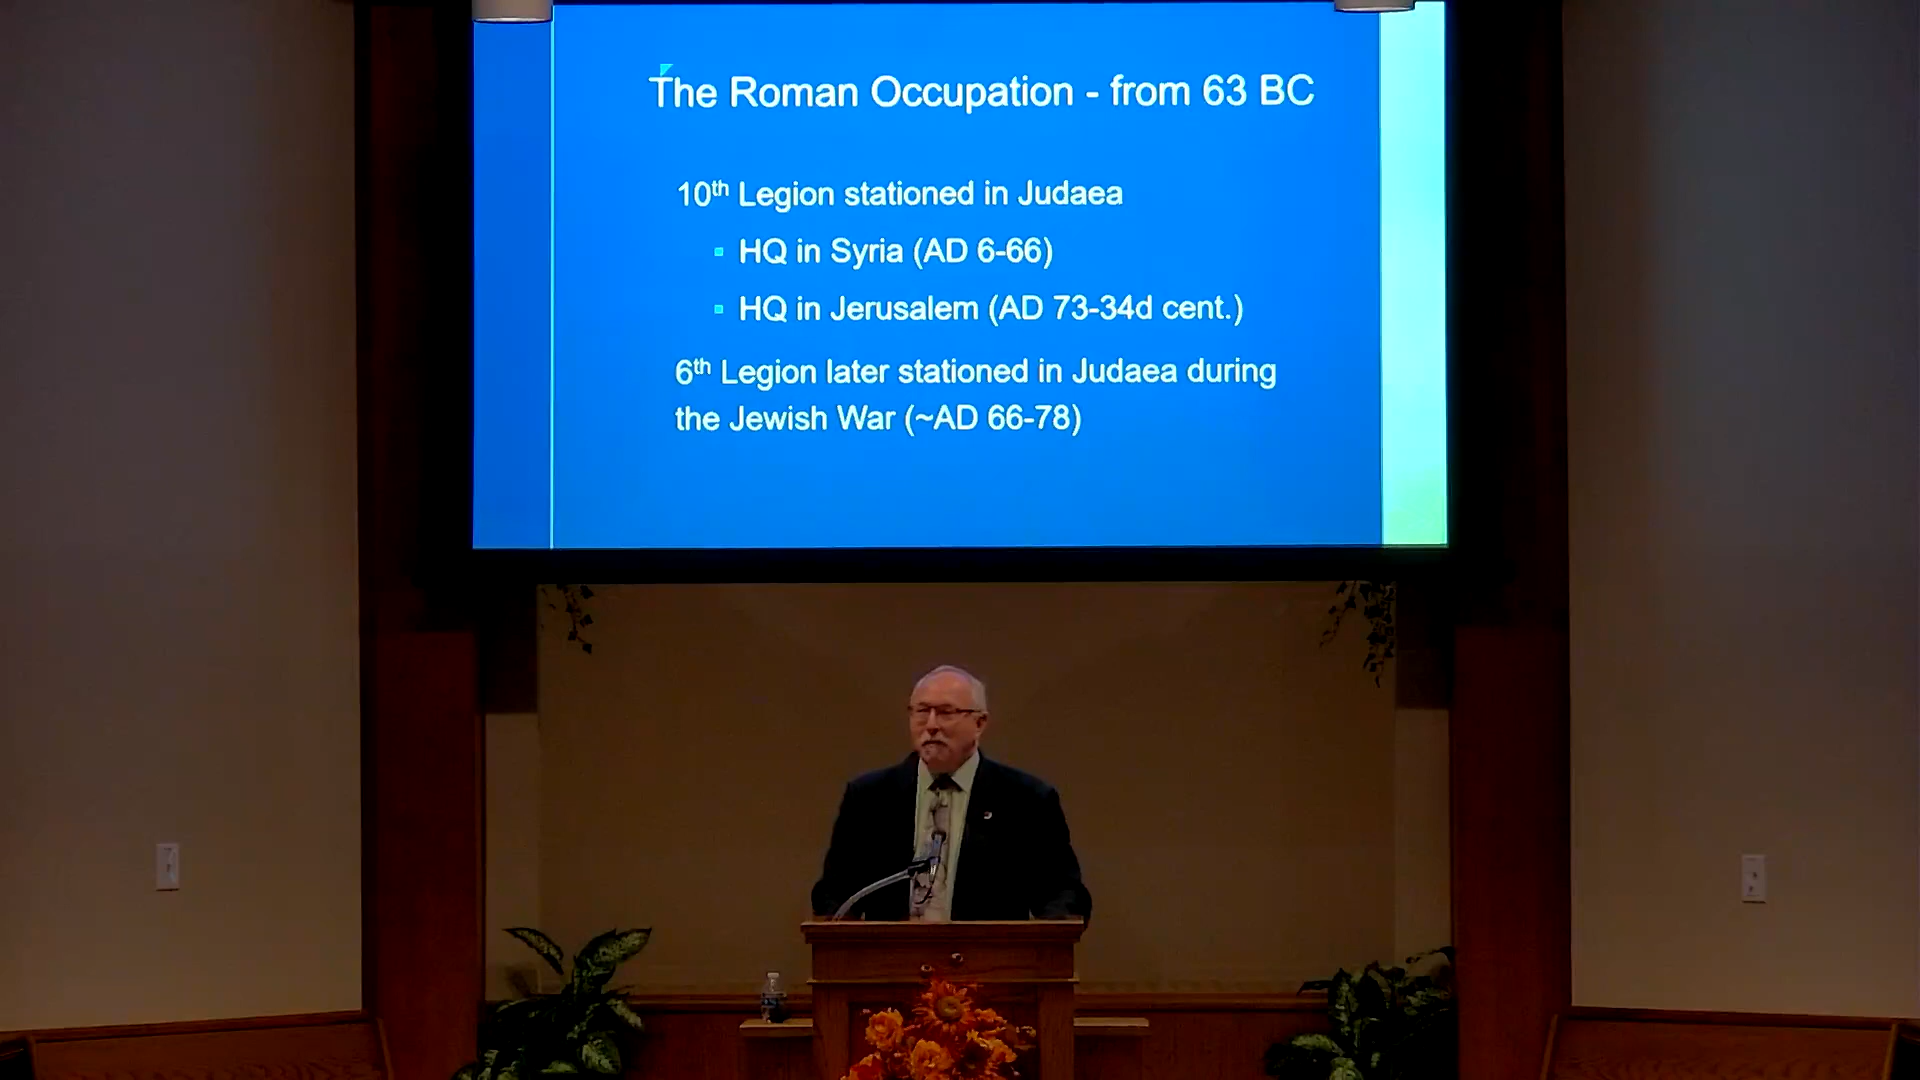 The Roman Occupation - from 63 BC
10th Legion stationed in Judaea
▪ HQ in Syria (AD 6-66)
▪ HQ in Jerusalem (AD 73-34d cent.)
6th Legion later stationed in Judaea during
the Jewish War (~AD 66-78)